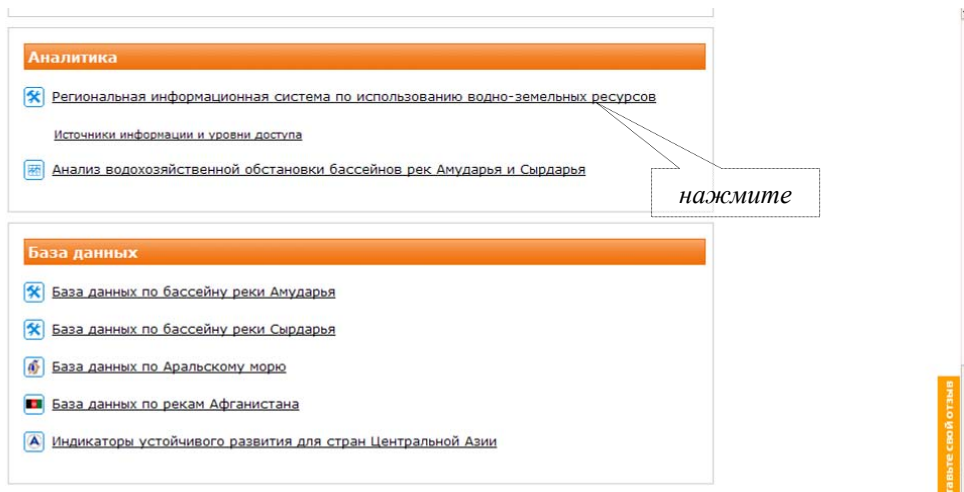 Аналитика
Региональная информационная система по использованию водно-земельных ресурсов
Источники информации и уровни доступа
Анализ водохозяйственной обстановки бассейнов рек Амударья и Сырдарья
нажмите
База данных
База данных по бассейну реки Амударья
База данных по бассейну реки Сырдарья
База данных по Аральскому морю
База данных по рекам Афганистана
Индикаторы устойчивого развития для стран Центральной Азии
свой отзыв